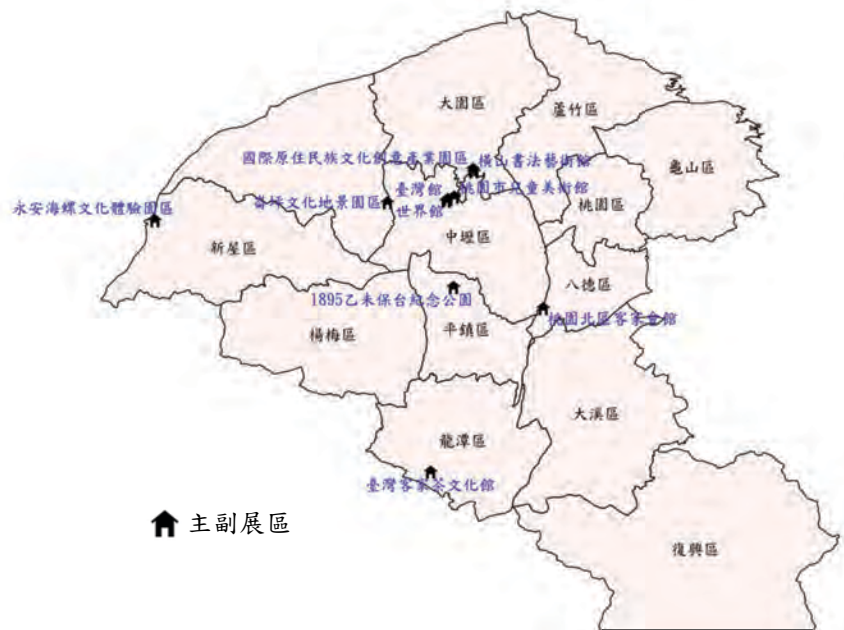 大園區
蘆竹區
國際原住民族文化創意產業園區
橫山書法藝術館
龜山區
臺灣館
桃園市兒童美術館
崙坪文化地景園區
世界館
桃園區
永安海螺文化體驗園區
中壢區
新屋區
八德區
1895乙未保台紀念公園
桃園北區客家會館
楊梅區
平鎮區
大溪區
龍潭區
臺灣客家茶文化館
主副展區
復興區